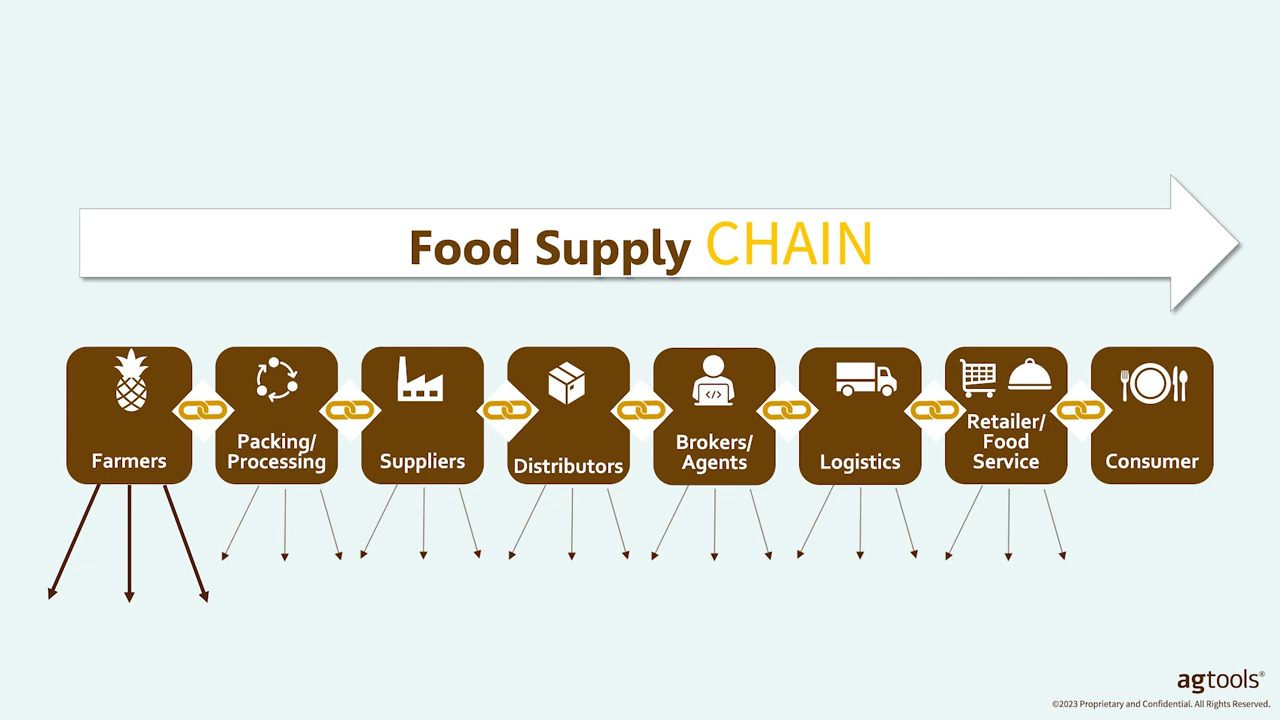 Food Supply CHAIN
Farmers
Packing/
Processing
Suppliers
Distributors
Brokers/
Agents
</>
Logistics
Retailer/
Food
Service
Consumer
agtools®
©2023 Proprietary and Confidential. All Rights Reserved.